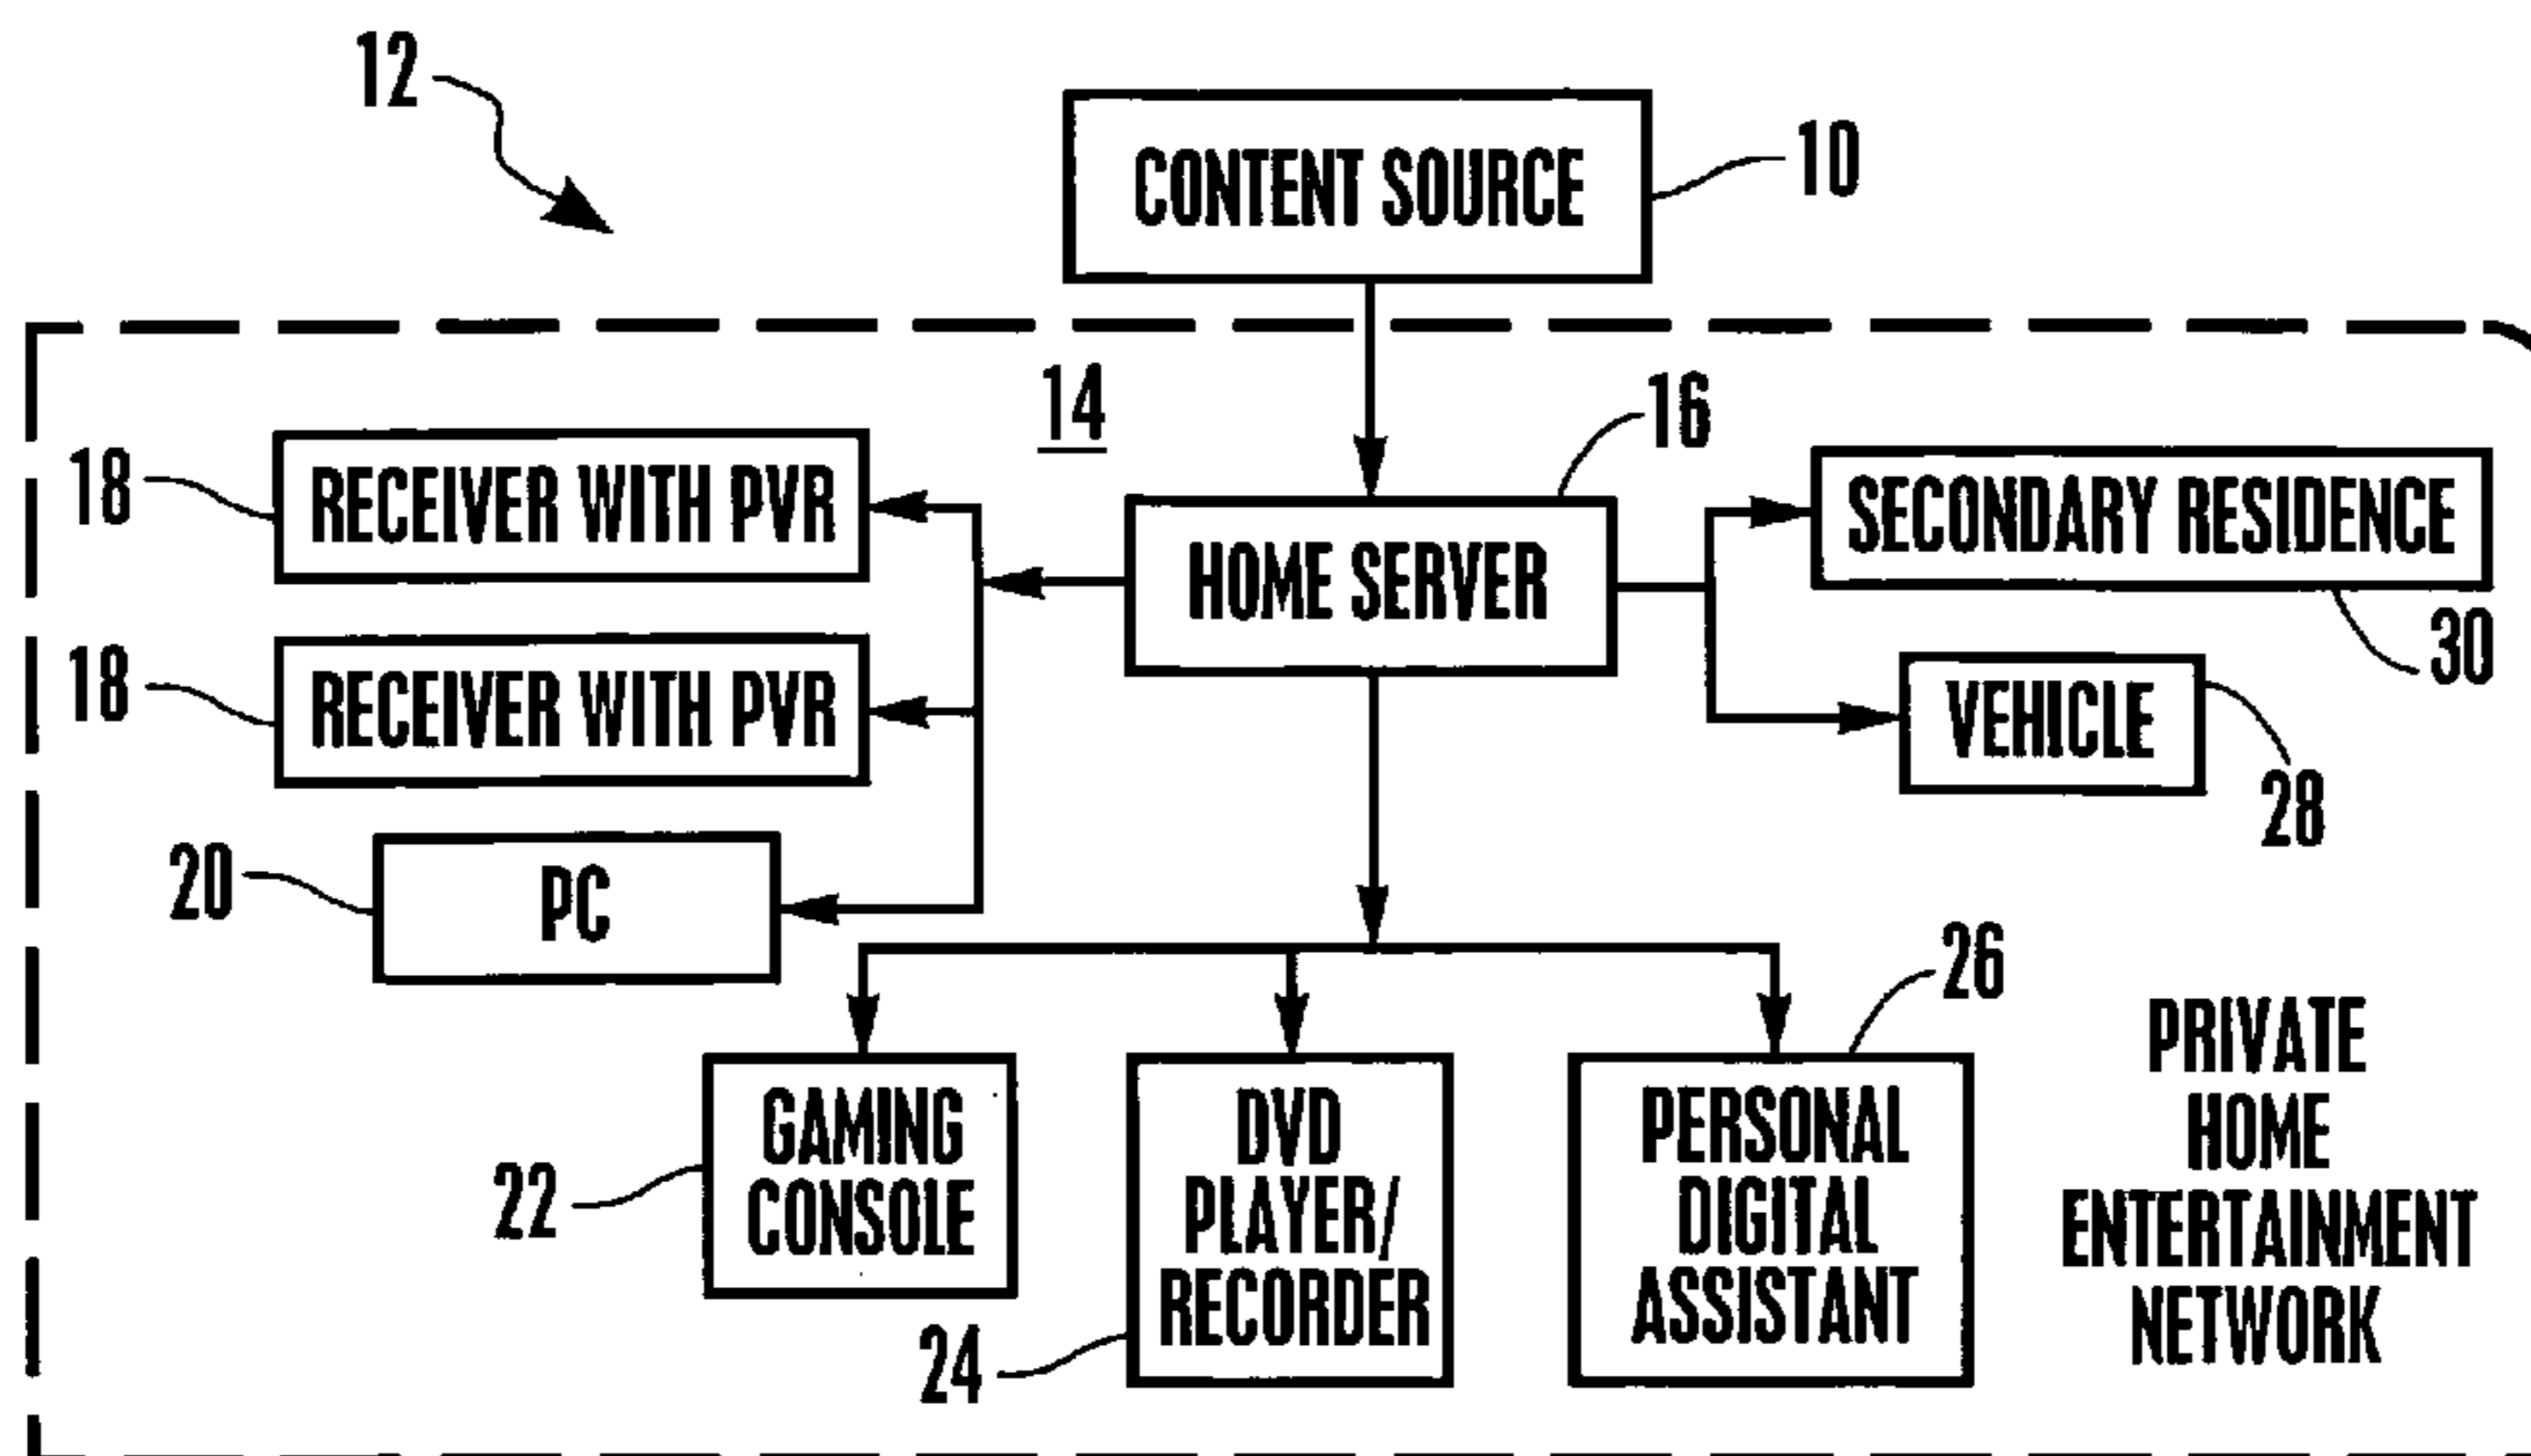 12
CONTENT SOURCE
10
14
16
18
RECEIVER WITH PVR
HOME SERVER
SECONDARY RESIDENCE
30
18
RECEIVER WITH PVR
VEHICLE
28
20
PC
26
GAMING
CONSOLE
22
DVD
PLAYER/
RECORDER
24
PERSONAL
DIGITAL
ASSISTANT
PRIVATE
HOME
ENTERTAINMENT
NETWORK